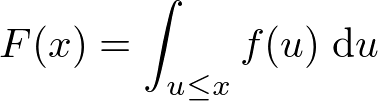 F(x) = ∫_{u≤x} f(u) du